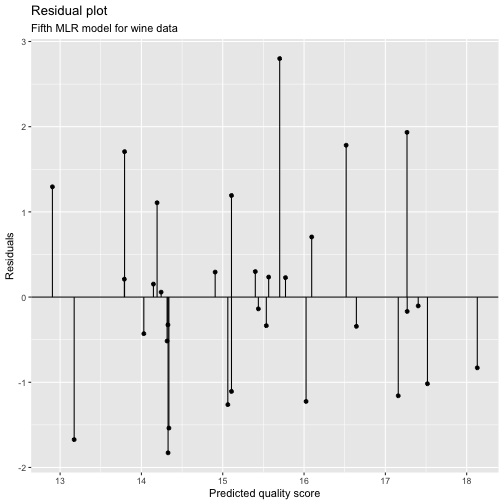 Residual plot
Fifth MLR model for wine data
3
2
1
0
-1
-2
Residuals
13 14 15 16 17 18
Predicted quality score